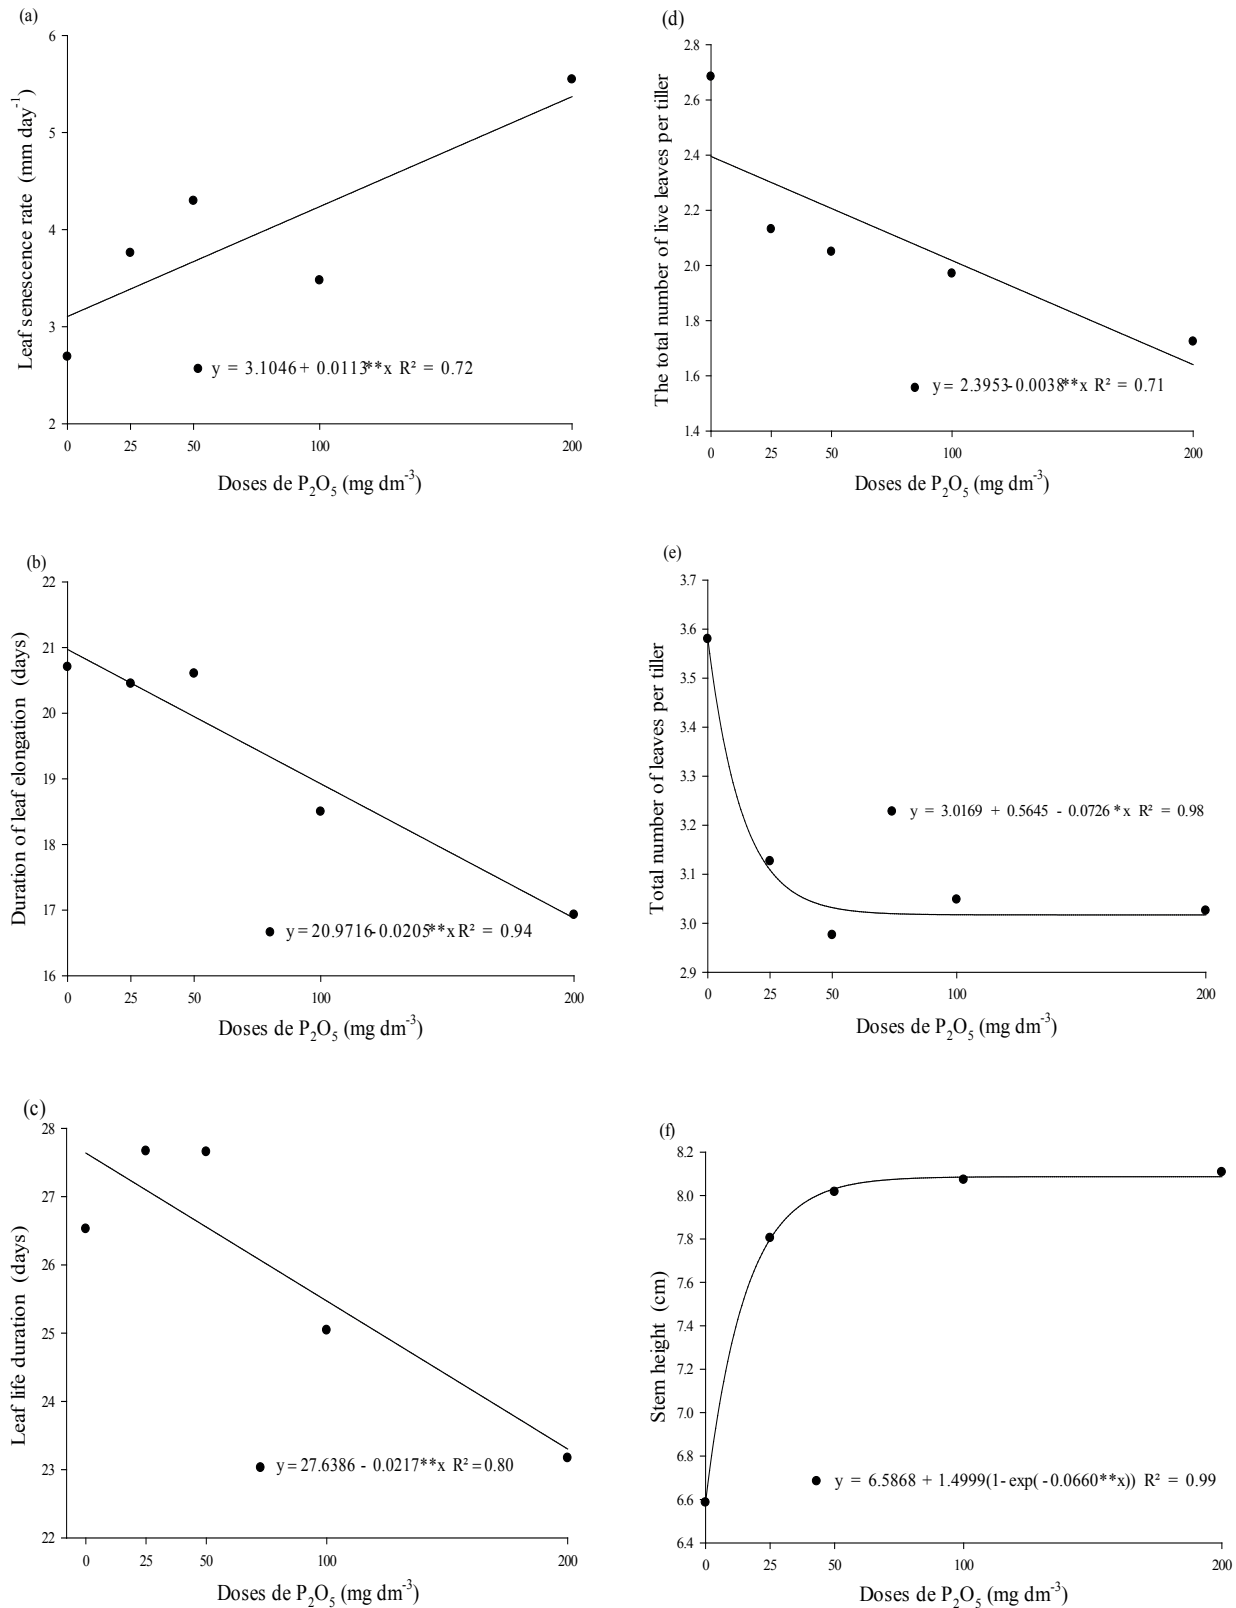 (a)
6
5
4
3
2
Leaf senescence rate (mm day⁻¹)
y = 3.1046 + 0.0113**x R² = 0.72
0 25 50 100 200
Doses de P₂O₅ (mg dm⁻³)
(b)
22
21
20
19
18
17
16
Duration of leaf elongation (days)
y = 20.9716-0.0205**x R² = 0.94
0 25 50 100 200
Doses de P₂O₅ (mg dm⁻³)
(c)
28
27
26
25
24
23
22
Leaf life duration (days)
y = 27.6386 - 0.0217**x R² = 0.80
0 25 50 100 200
Doses de P₂O₅ (mg dm⁻³)
(d)
2.8
2.6
2.4
2.2
2.0
1.8
1.6
1.4
The total number of live leaves per tiller
y = 2.3953-0.0038**x R² = 0.71
0 25 50 100 200
Doses de P₂O₅ (mg dm⁻³)
(e)
3.7
3.6
3.5
3.4
3.3
3.2
3.1
3.0
2.9
Total number of leaves per tiller
y = 3.0169 + 0.5645 - 0.0726 *x R² = 0.98
0 25 50 100 200
Doses de P₂O₅ (mg dm⁻³)
(f)
8.2
8.0
7.8
7.6
7.4
7.2
7.0
6.8
6.6
6.4
Stem height (cm)
y = 6.5868 + 1.4999(1-exp( -0.0660**x)) R² = 0.99
0 25 50 100 200
Doses de P₂O₅ (mg dm⁻³)